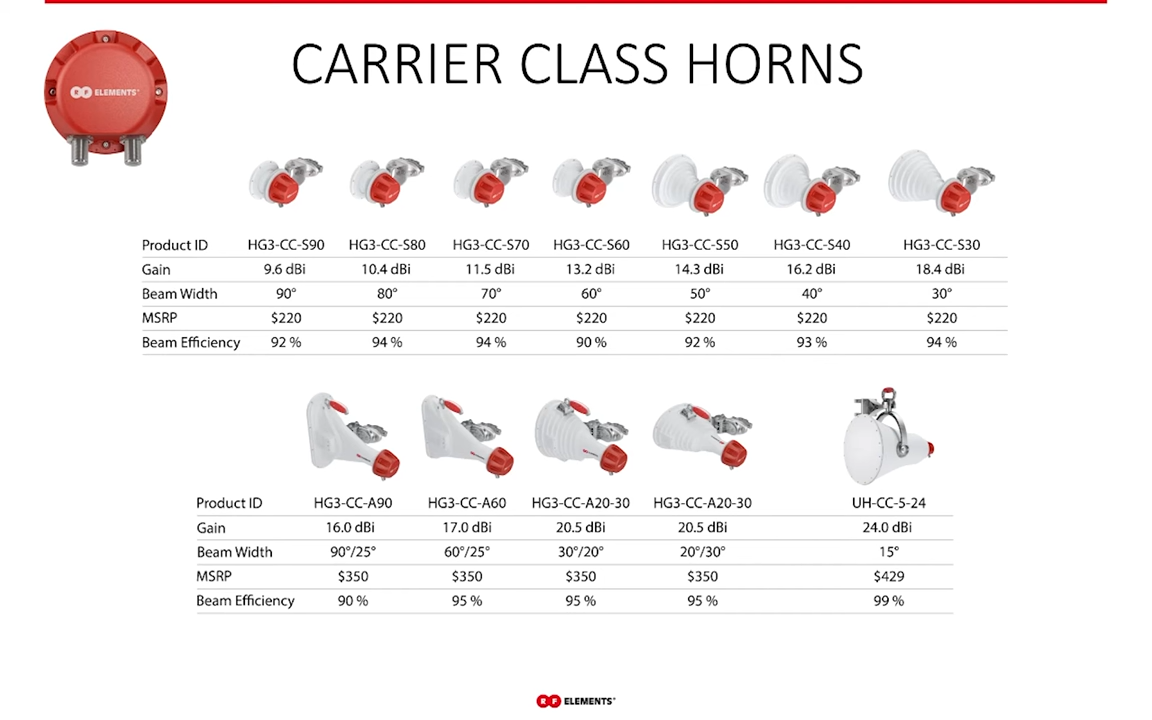 CARRIER CLASS HORNS
RF ELEMENTS
Product ID HG3-CC-S90 HG3-CC-S80 HG3-CC-S70 HG3-CC-S60 HG3-CC-S50 HG3-CC-S40 HG3-CC-S30
Gain 9.6 dBi 10.4 dBi 11.5 dBi 13.2 dBi 14.3 dBi 16.2 dBi 18.4 dBi
Beam Width 90° 80° 70° 60° 50° 40° 30°
MSRP $220 $220 $220 $220 $220 $220 $220
Beam Efficiency 92 % 94 % 94 % 90 % 92 % 93 % 94 %
Product ID HG3-CC-A90 HG3-CC-A60 HG3-CC-A20-30 HG3-CC-A20-30 UH-CC-5-24
Gain 16.0 dBi 17.0 dBi 20.5 dBi 20.5 dBi 24.0 dBi
Beam Width 90°/25° 60°/25° 30°/20° 20°/30° 15°
MSRP $350 $350 $350 $350 $429
Beam Efficiency 90 % 95 % 95 % 95 % 99 %
RF ELEMENTS